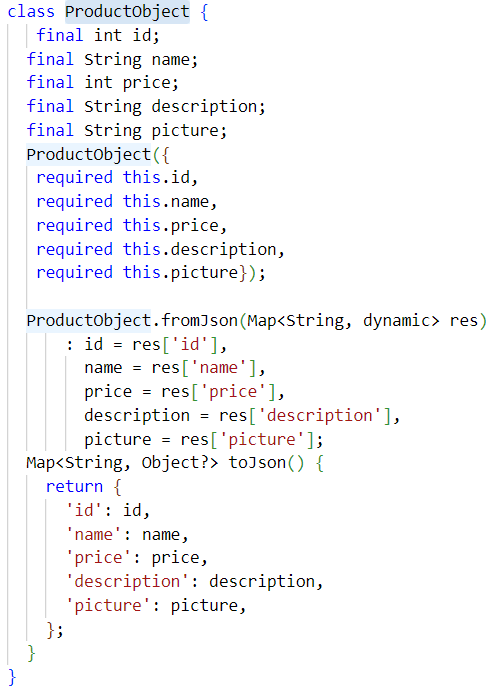 class ProductObject {
final int id;
final String name;
final int price;
final String description;
final String picture;
ProductObject({
required this.id,
required this.name,
required this.price,
required this.description,
required this.picture});
ProductObject.fromJson(Map<String, dynamic> res)
: id = res['id'],
name = res['name'],
price = res['price'],
description = res['description'],
picture = res['picture'];
Map<String, Object?> toJson() {
return {
'id': id,
'name': name,
'price': price,
'description': description,
'picture': picture,
};
}
}